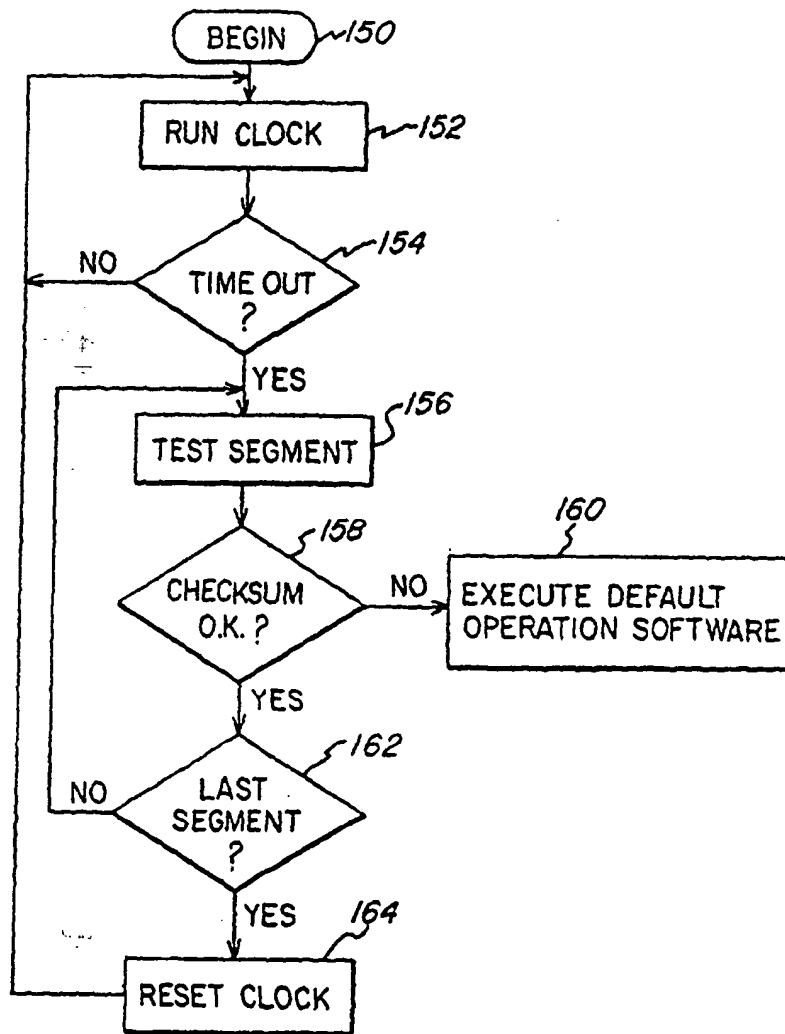 BEGIN
150
RUN CLOCK
152
154
NO
TIME OUT
?
YES
156
TEST SEGMENT
158
160
CHECKSUM
O.K. ?
NO
EXECUTE DEFAULT
OPERATION SOFTWARE
YES
162
NO
LAST
SEGMENT
?
YES
164
RESET CLOCK